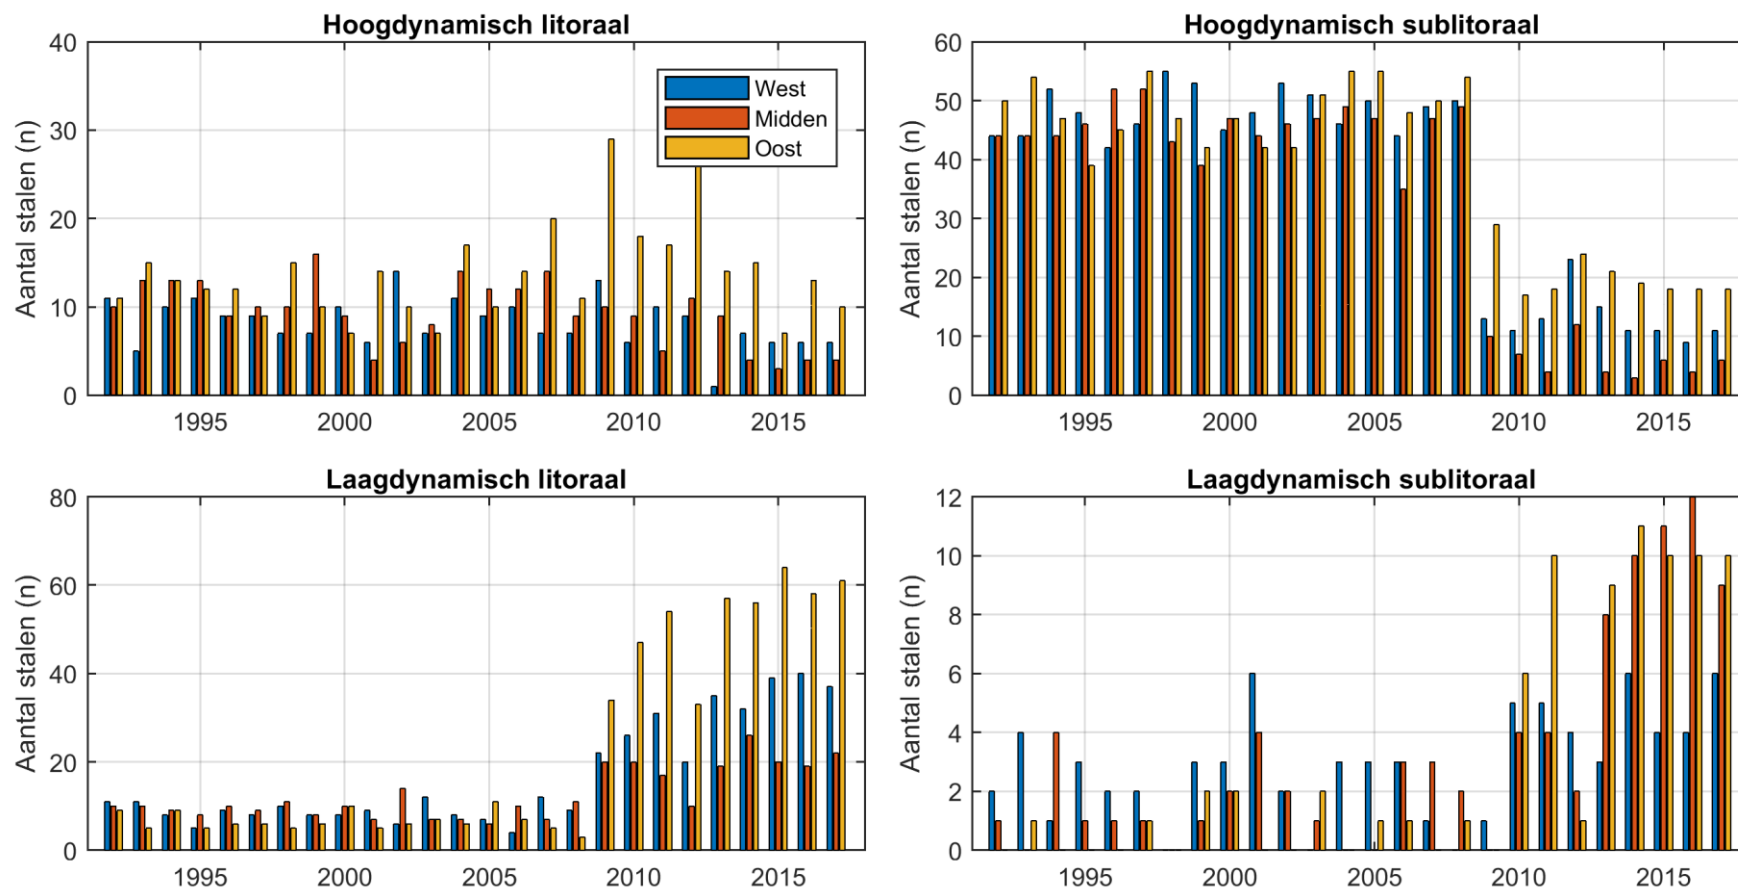 Hoogdynamisch litoraal
Aantal stalen (n)
40
30
20
10
0
West
Midden
Oost
1995 2000 2005 2010 2015
Hoogdynamisch sublitoraal
Aantal stalen (n)
60
50
40
30
20
10
0
1995 2000 2005 2010 2015
Laagdynamisch litoraal
Aantal stalen (n)
80
60
40
20
0
1995 2000 2005 2010 2015
Laagdynamisch sublitoraal
Aantal stalen (n)
12
10
8
6
4
2
0
1995 2000 2005 2010 2015